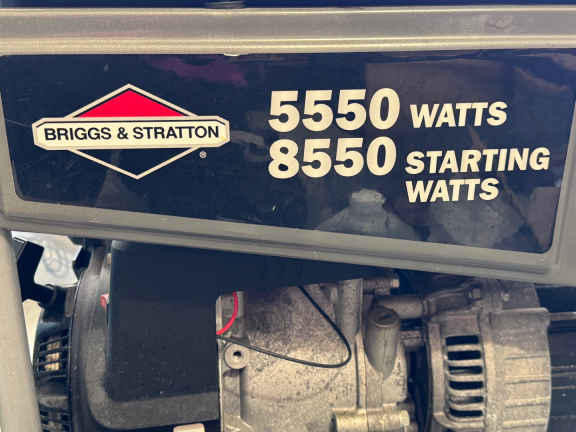 BRIGGS & STRATTON
®
5550 WATTS
8550 STARTING
WATTS